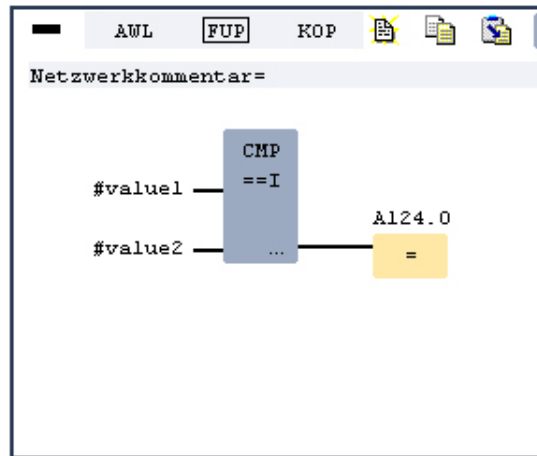 AWL FUP KOP
Netzwerkkommentar=
CMP
==I
#value1
A124.0
#value2
...
=